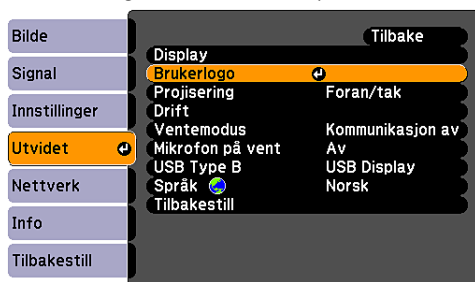 Bilde
Signal
Innstillinger
Utvidet
Nettverk
Info
Tilbakestill
Tilbake
Display
Brukerlogo
Projisering Foran/tak
Drift
Ventemodus Kommunikasjon av
Mikrofon på vent Av
USB Type B USB Display
Språk Norsk
Tilbakestill